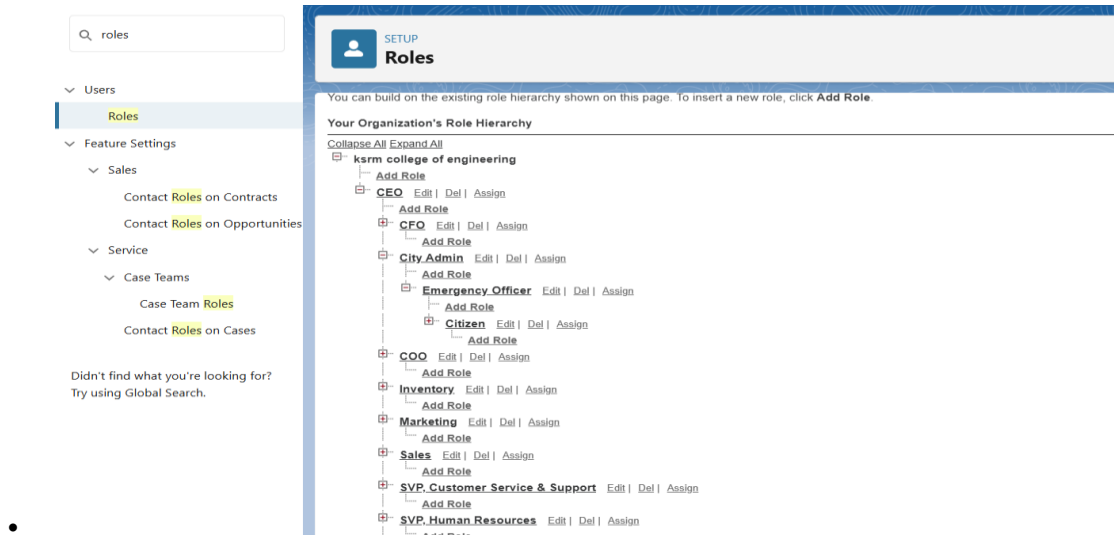 roles
Users
Roles
Feature Settings
Sales
Contact Roles on Contracts
Contact Roles on Opportunities
Service
Case Teams
Case Team Roles
Contact Roles on Cases
Didn't find what you're looking for?
Try using Global Search.
SETUP
Roles
You can build on the existing role hierarchy shown on this page. To insert a new role, click Add Role.
Your Organization's Role Hierarchy
Collapse All Expand All
ksrm college of engineering
Add Role
CEO Edit | Del | Assign
Add Role
CFO Edit | Del | Assign
Add Role
City Admin Edit | Del | Assign
Add Role
Emergency Officer Edit | Del | Assign
Add Role
Citizen Edit | Del | Assign
Add Role
COO Edit | Del | Assign
Add Role
Inventory Edit | Del | Assign
Add Role
Marketing Edit | Del | Assign
Add Role
Sales Edit | Del | Assign
Add Role
SVP, Customer Service & Support Edit | Del | Assign
Add Role
SVP, Human Resources Edit | Del | Assign
Add Role